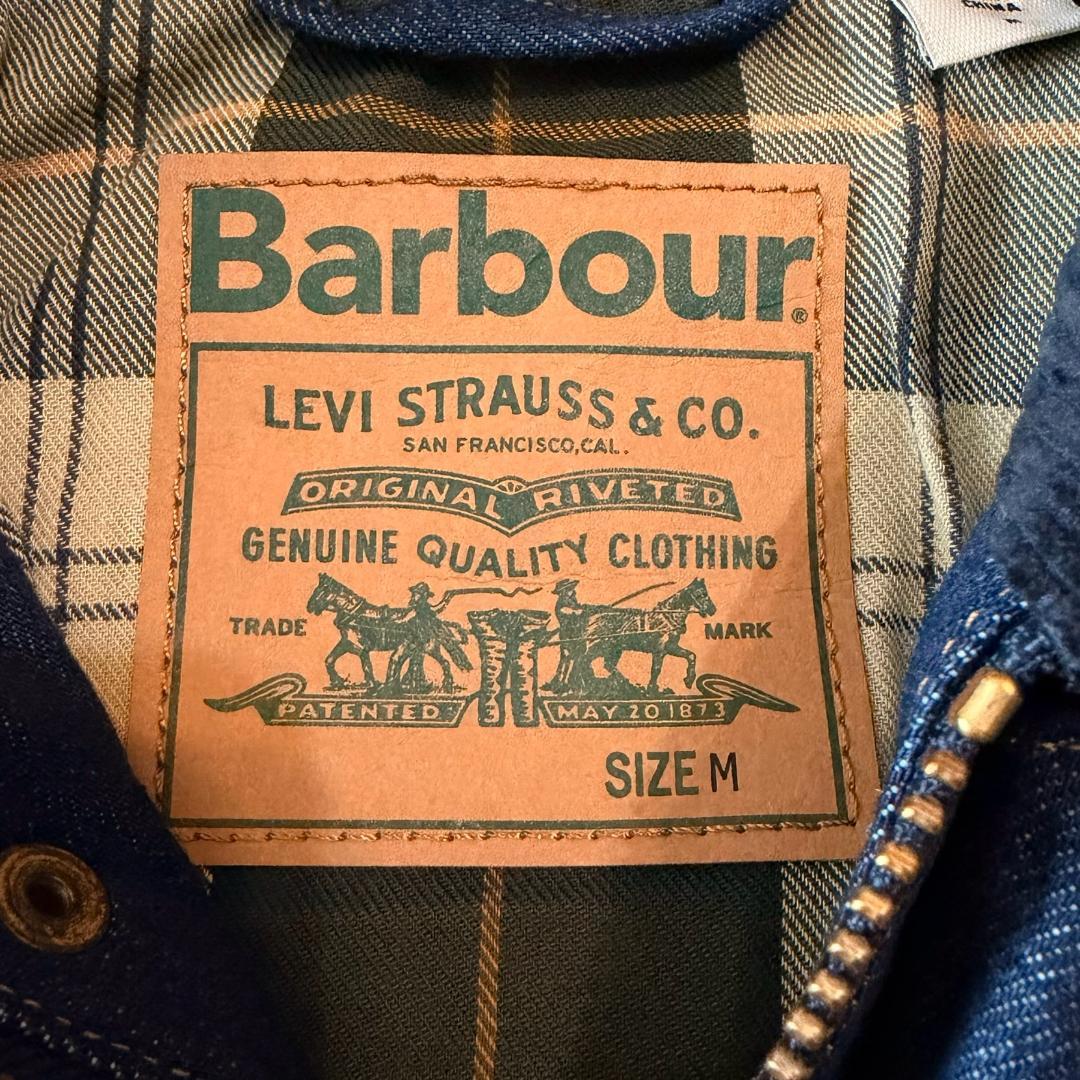 CHINA
Barbour®
LEVI STRAUSS & CO.
SAN FRANCISCO, CAL.
ORIGINAL RIVETED
GENUINE QUALITY CLOTHING
TRADE MARK
PATENTED MAY 20 1873
SIZE M